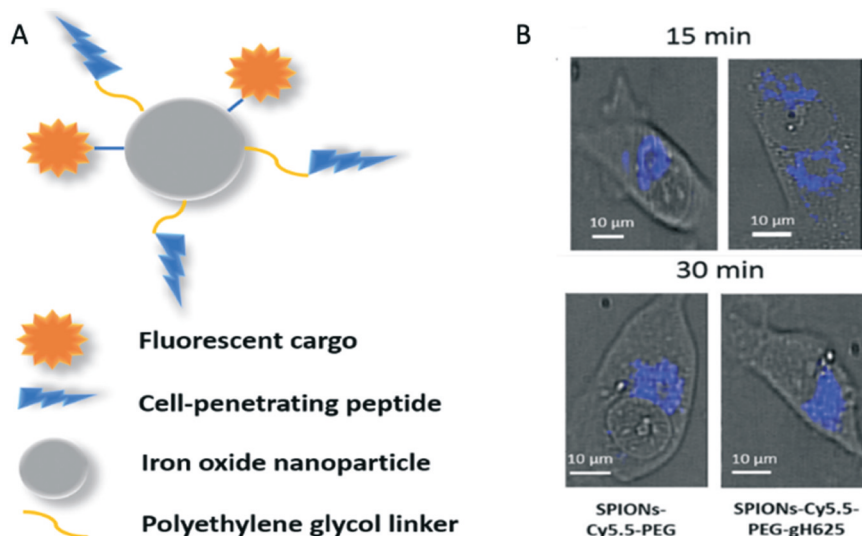 A
Fluorescent cargo
Cell-penetrating peptide
Iron oxide nanoparticle
Polyethylene glycol linker
B
15 min
10 µm
10 µm
30 min
10 µm
10 µm
SPIONs-
Cy5.5-PEG
SPIONs-Cy5.5-
PEG-gH625